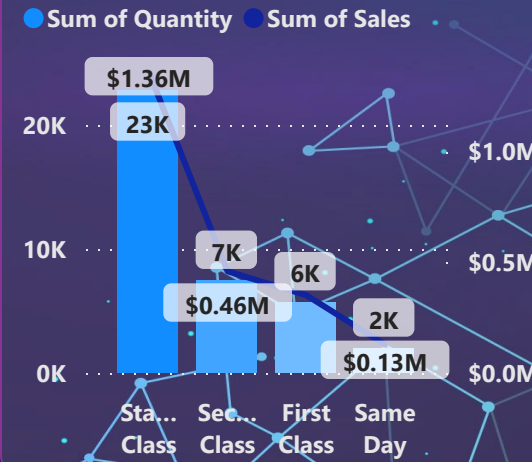 Sum of Quantity Sum of Sales
$1.36M
20K
23K
$1.0M
7K
10K
6K
$0.5M
$0.46M
2K
$0.13M
0K
$0.0M
Sta... Class
Sec... Class
First Class
Same Day